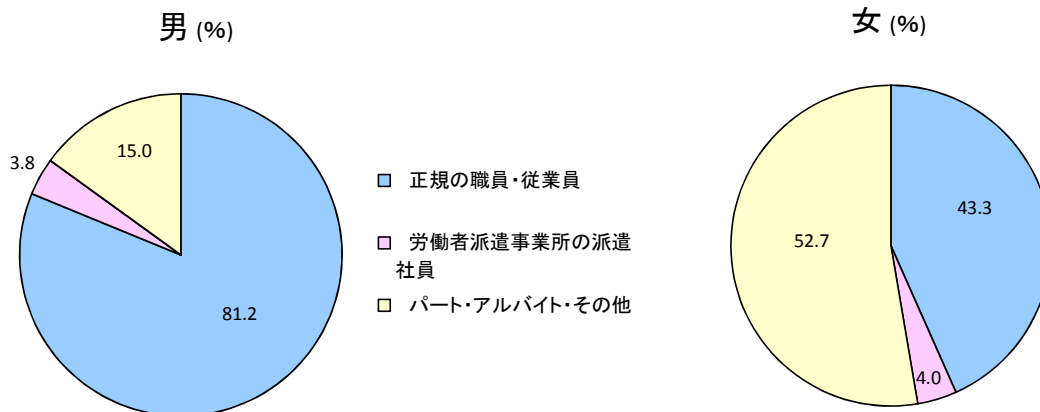 男 (%)
15.0
3.8
81.2
正規の職員・従業員
労働者派遣事業所の派遣
社員
パート・アルバイト・その他
女 (%)
43.3
52.7
4.0